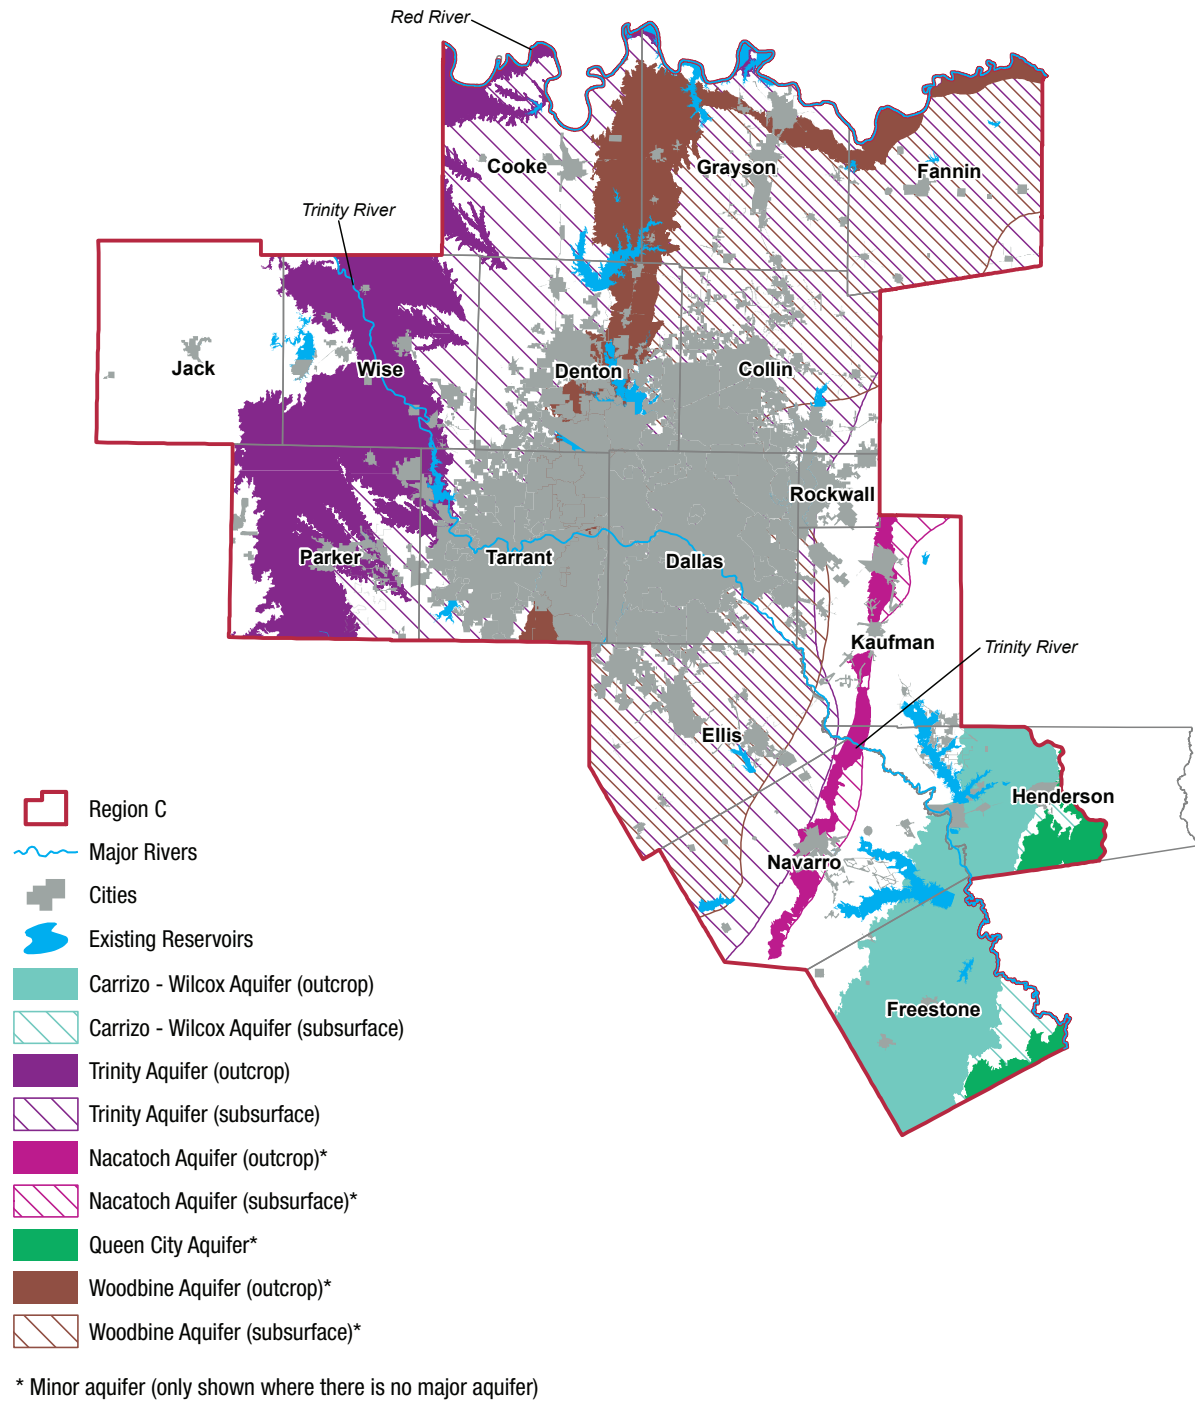 Red River
Cooke
Grayson
Fannin
Trinity River
Jack
Wise
Denton
Collin
Rockwall
Parker
Tarrant
Dallas
Kaufman
Trinity River
Ellis
Henderson
Navarro
Freestone
Region C
Major Rivers
Cities
Existing Reservoirs
Carrizo - Wilcox Aquifer (outcrop)
Carrizo - Wilcox Aquifer (subsurface)
Trinity Aquifer (outcrop)
Trinity Aquifer (subsurface)
Nacatoch Aquifer (outcrop)*
Nacatoch Aquifer (subsurface)*
Queen City Aquifer*
Woodbine Aquifer (outcrop)*
Woodbine Aquifer (subsurface)*
* Minor aquifer (only shown where there is no major aquifer)